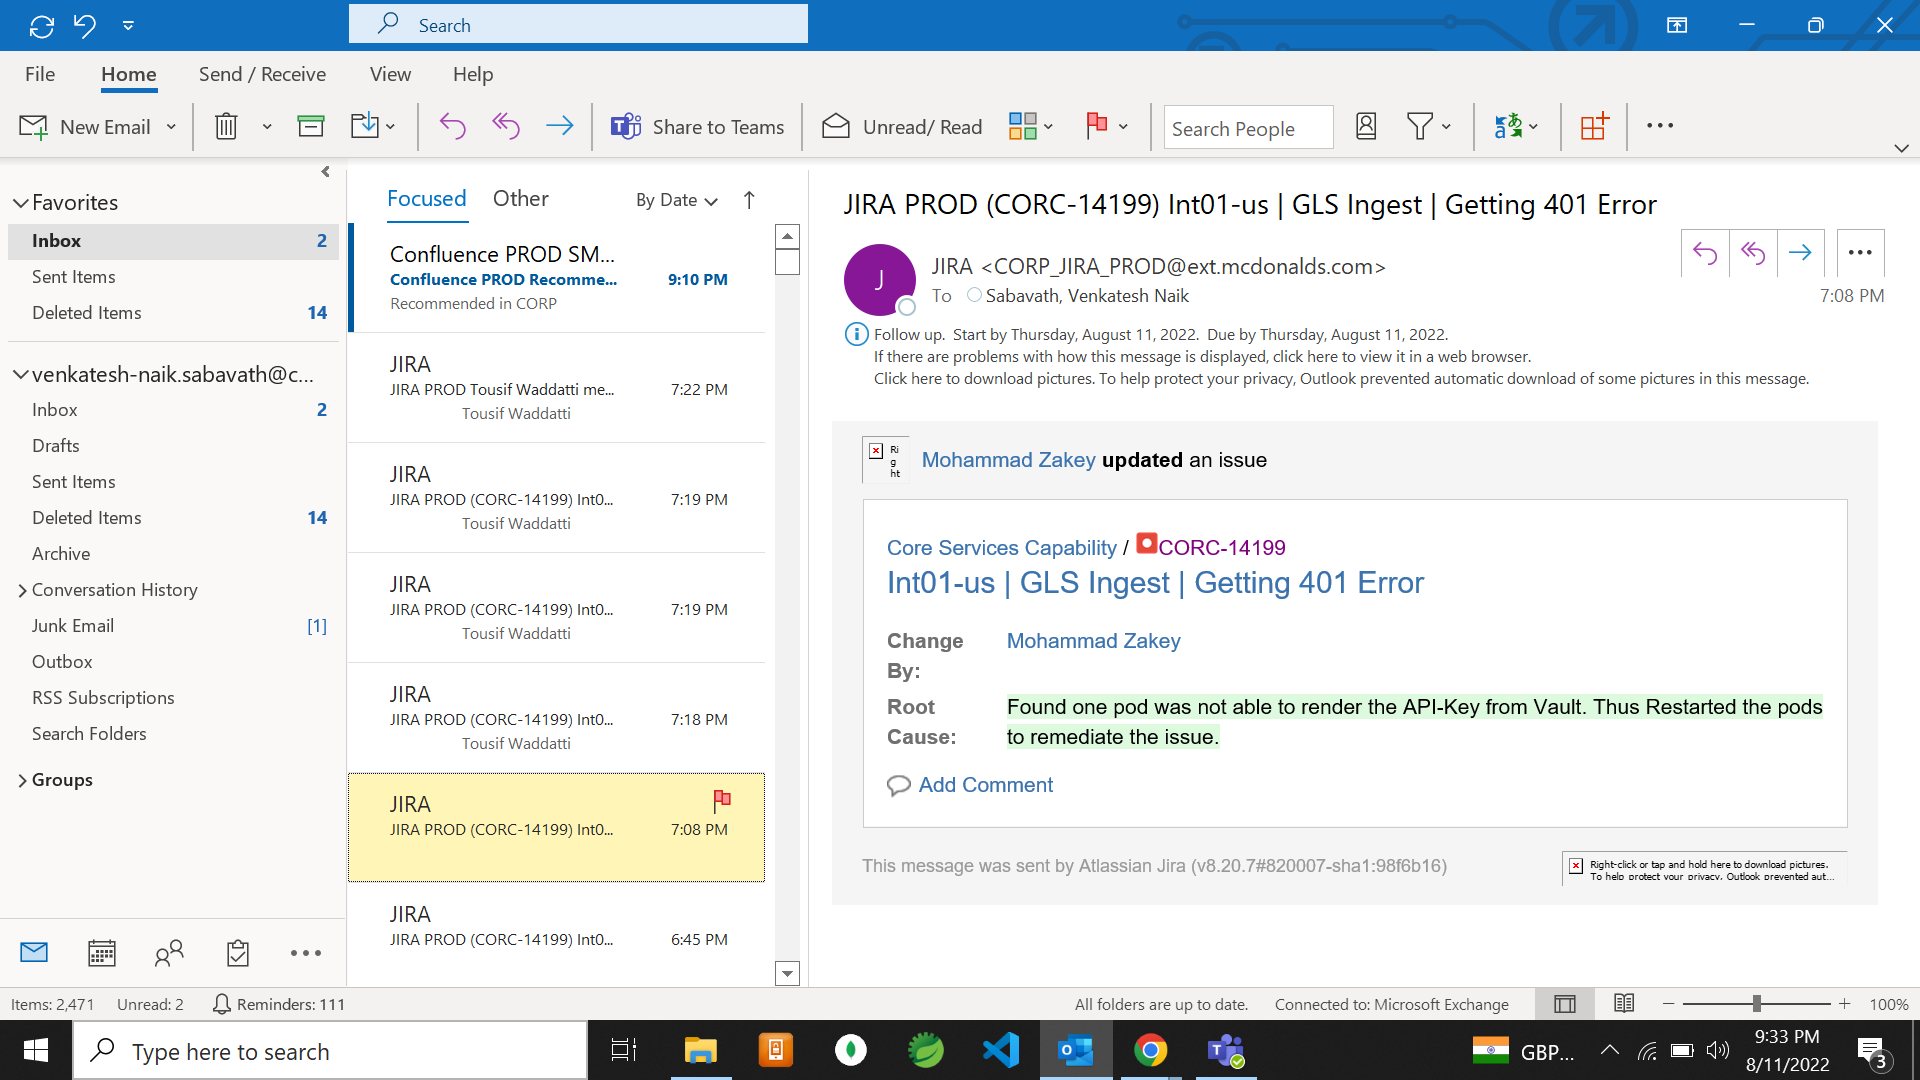 Search
File Home Send / Receive View Help
New Email Share to Teams Unread/ Read Search People
Favorites
Inbox 2
Sent Items
Deleted Items 14
venkatesh-naik.sabavath@c...
Inbox 2
Drafts
Sent Items
Deleted Items 14
Archive
Conversation History
Junk Email [1]
Outbox
RSS Subscriptions
Search Folders
Groups
Focused Other By Date
Confluence PROD SM...
Confluence PROD Recomme... 9:10 PM
Recommended in CORP
JIRA
JIRA PROD Tousif Waddatti me... 7:22 PM
Tousif Waddatti
JIRA
JIRA PROD (CORC-14199) Int0... 7:19 PM
Tousif Waddatti
JIRA
JIRA PROD (CORC-14199) Int0... 7:19 PM
Tousif Waddatti
JIRA
JIRA PROD (CORC-14199) Int0... 7:18 PM
Tousif Waddatti
JIRA
JIRA PROD (CORC-14199) Int0... 7:08 PM
JIRA
JIRA PROD (CORC-14199) Int0... 6:45 PM
JIRA PROD (CORC-14199) Int01-us | GLS Ingest | Getting 401 Error
J
JIRA <CORP_JIRA_PROD@ext.mcdonalds.com>
To Sabavath, Venkatesh Naik 7:08 PM
Follow up. Start by Thursday, August 11, 2022. Due by Thursday, August 11, 2022.
If there are problems with how this message is displayed, click here to view it in a web browser.
Click here to download pictures. To help protect your privacy, Outlook prevented automatic download of some pictures in this message.
Ri
g
ht
Mohammad Zakey updated an issue
Core Services Capability / CORC-14199
Int01-us | GLS Ingest | Getting 401 Error
Change Mohammad Zakey
By:
Root Found one pod was not able to render the API-Key from Vault. Thus Restarted the pods
Cause: to remediate the issue.
Add Comment
This message was sent by Atlassian Jira (v8.20.7#820007-sha1:98f6b16)
Right-click or tap and hold here to download pictures.
To help protect your privacy, Outlook prevented aut...
Items: 2,471 Unread: 2 Reminders: 111 All folders are up to date. Connected to: Microsoft Exchange 100%
Type here to search
GBP...
9:33 PM
8/11/2022
3